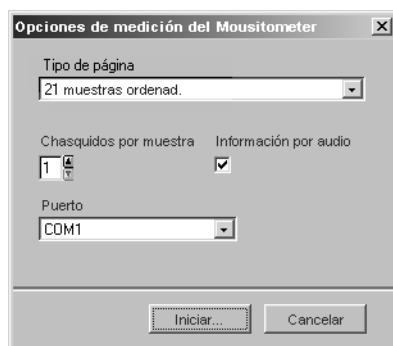 Opciones de medición del Mousitometer
Tipo de página
21 muestras ordenad.
Chasquidos por muestra Información por audio
1
Puerto
COM1
Iniciar... Cancelar